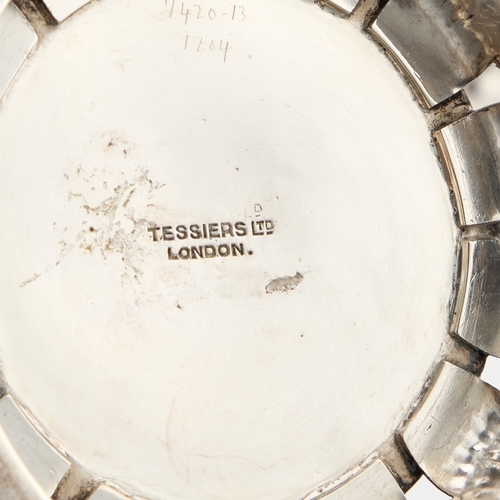 7420-13
1204
TESSIERS LTD
LONDON.